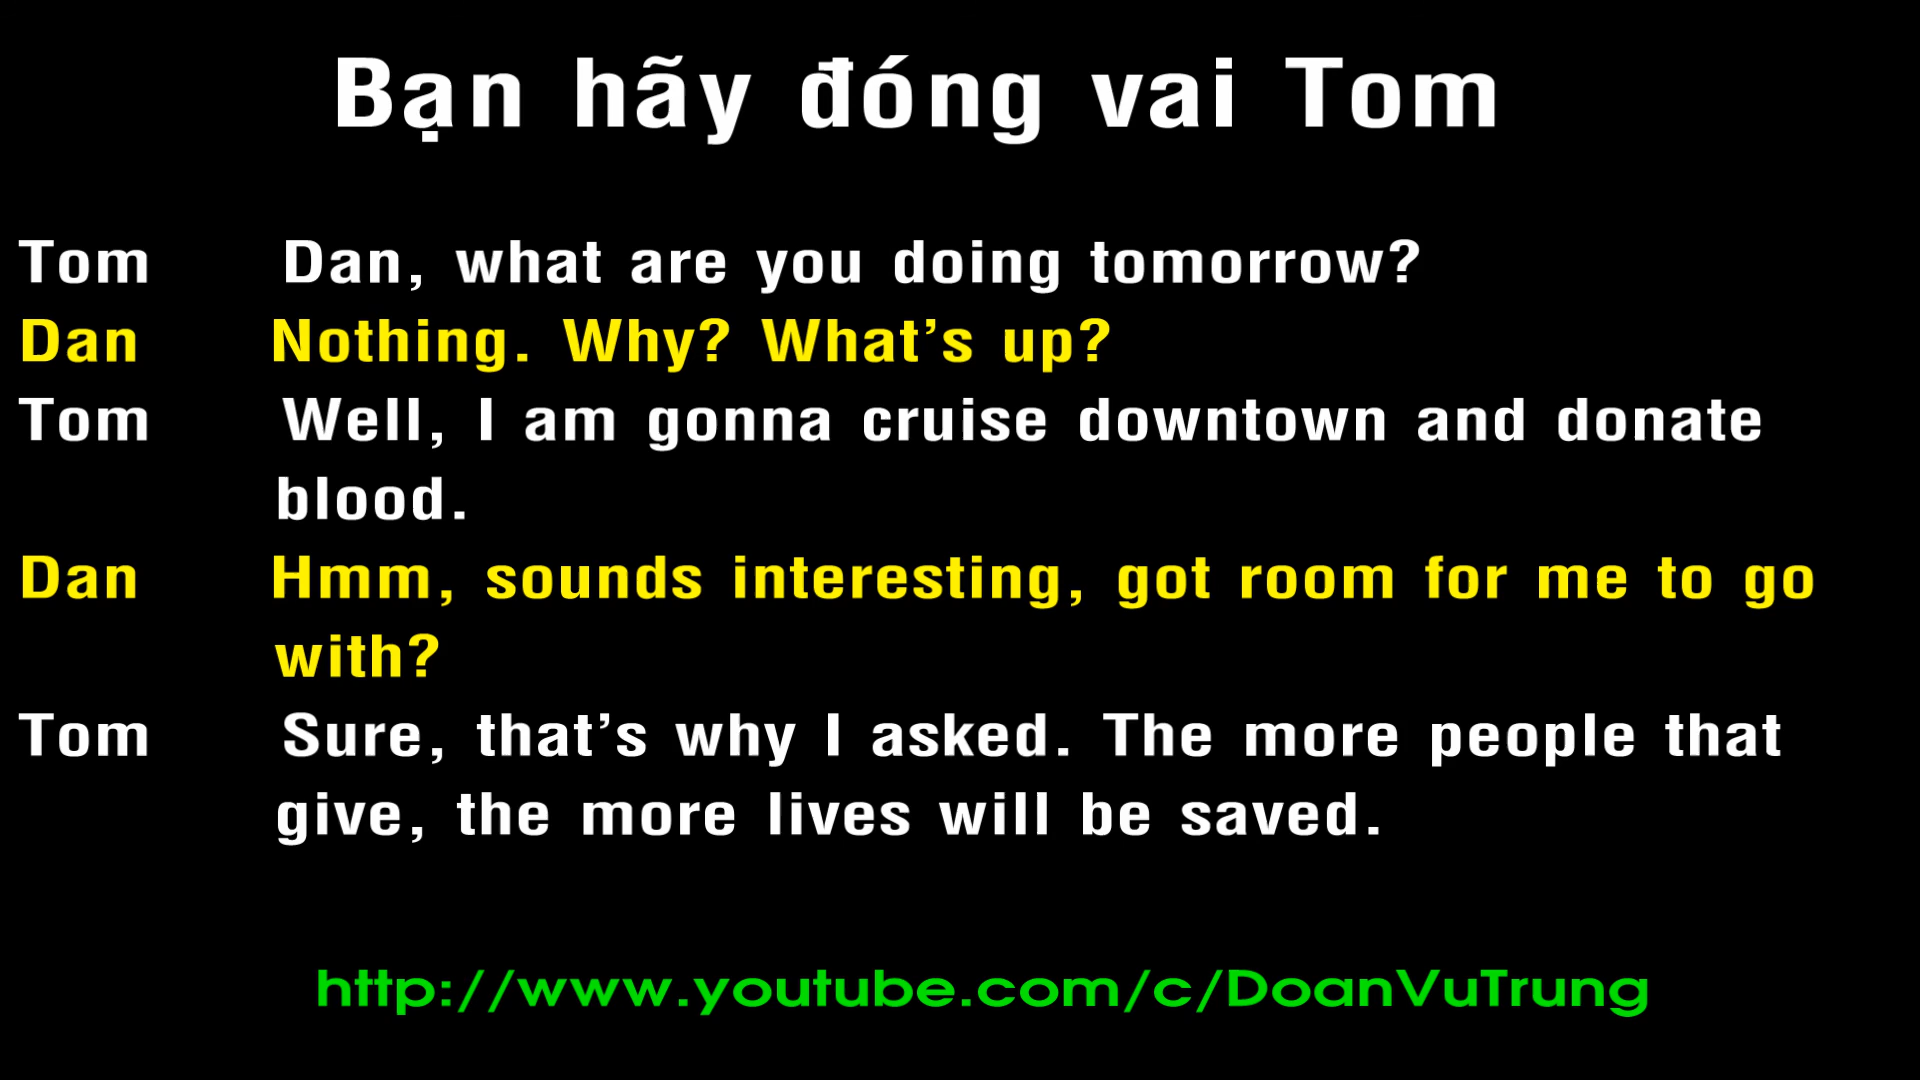 Bạn hãy đóng vai Tom
Tom Dan, what are you doing tomorrow?
Dan Nothing. Why? What’s up?
Tom Well, I am gonna cruise downtown and donate
blood.
Dan Hmm, sounds interesting, got room for me to go
with?
Tom Sure, that’s why I asked. The more people that
give, the more lives will be saved.
http://www.youtube.com/c/DoanVuTrung